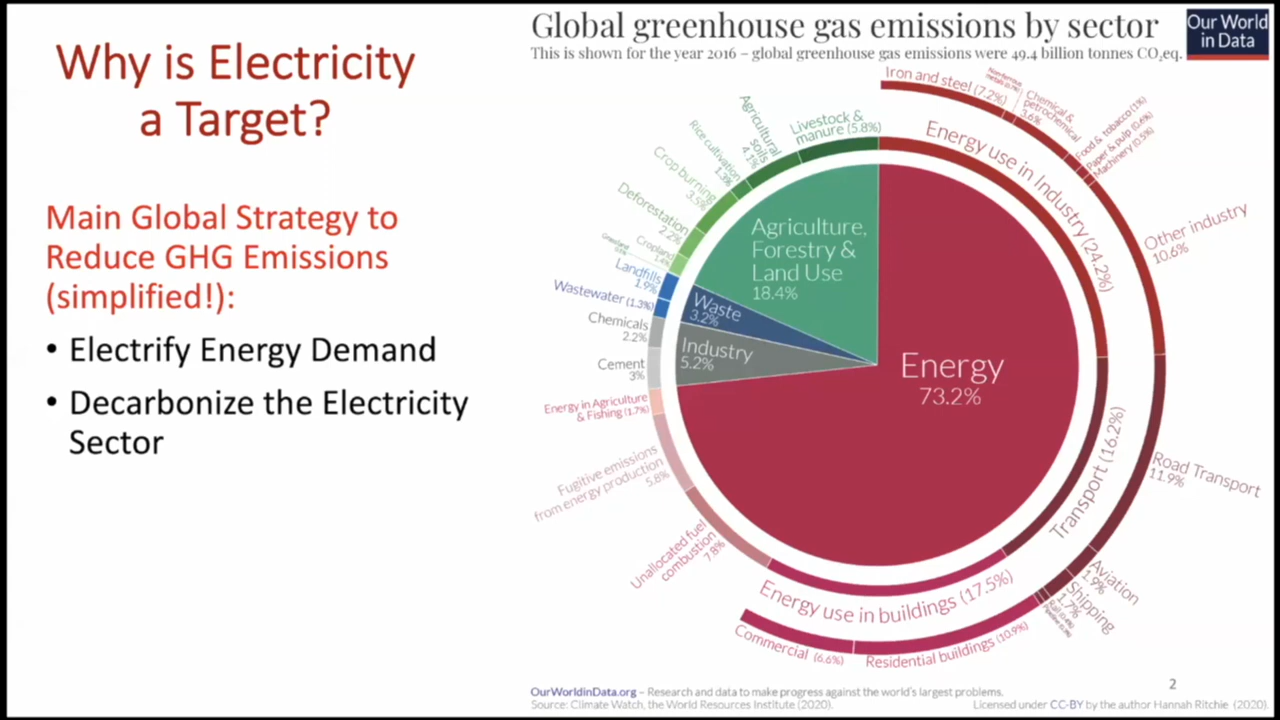 Why is Electricity
a Target?
Main Global Strategy to
Reduce GHG Emissions
(simplified!):
• Electrify Energy Demand
• Decarbonize the Electricity
Sector
Global greenhouse gas emissions by sector
This is shown for the year 2016 – global greenhouse gas emissions were 49.4 billion tonnes CO₂eq.
Our World
in Data
Iron and steel (7.2%)
Chemical &
petrochemical
3.6%
Food & tobacco (1%)
Paper & pulp (0.6%)
Machinery (0.5%)
Other industry
10.6%
Energy use in Industry (24.2%)
Road Transport
11.9%
Transport (16.2%)
Aviation
1.9%
Shipping
1.7%
Energy use in buildings (17.5%)
Residential buildings (10.9%)
Commercial (6.6%)
Unallocated fuel
combustion
7.8%
Fugitive emissions
from energy production
5.8%
Energy in Agriculture
& Fishing (1.7%)
Cement
3%
Chemicals
2.2%
Wastewater (1.3%)
Landfills
1.9%
Cropland
1.4%
Deforestation
2.2%
Crop burning
3.5%
Rice cultivation
1.3%
Agricultural
soils
4.1%
Livestock &
manure (5.8%)
Agriculture,
Forestry &
Land Use
18.4%
Waste
3.2%
Industry
5.2%
Energy
73.2%
2
OurWorldinData.org – Research and data to make progress against the world's largest problems.
Source: Climate Watch, the World Resources Institute (2020).
Licensed under CC-BY by the author Hannah Ritchie (2020).